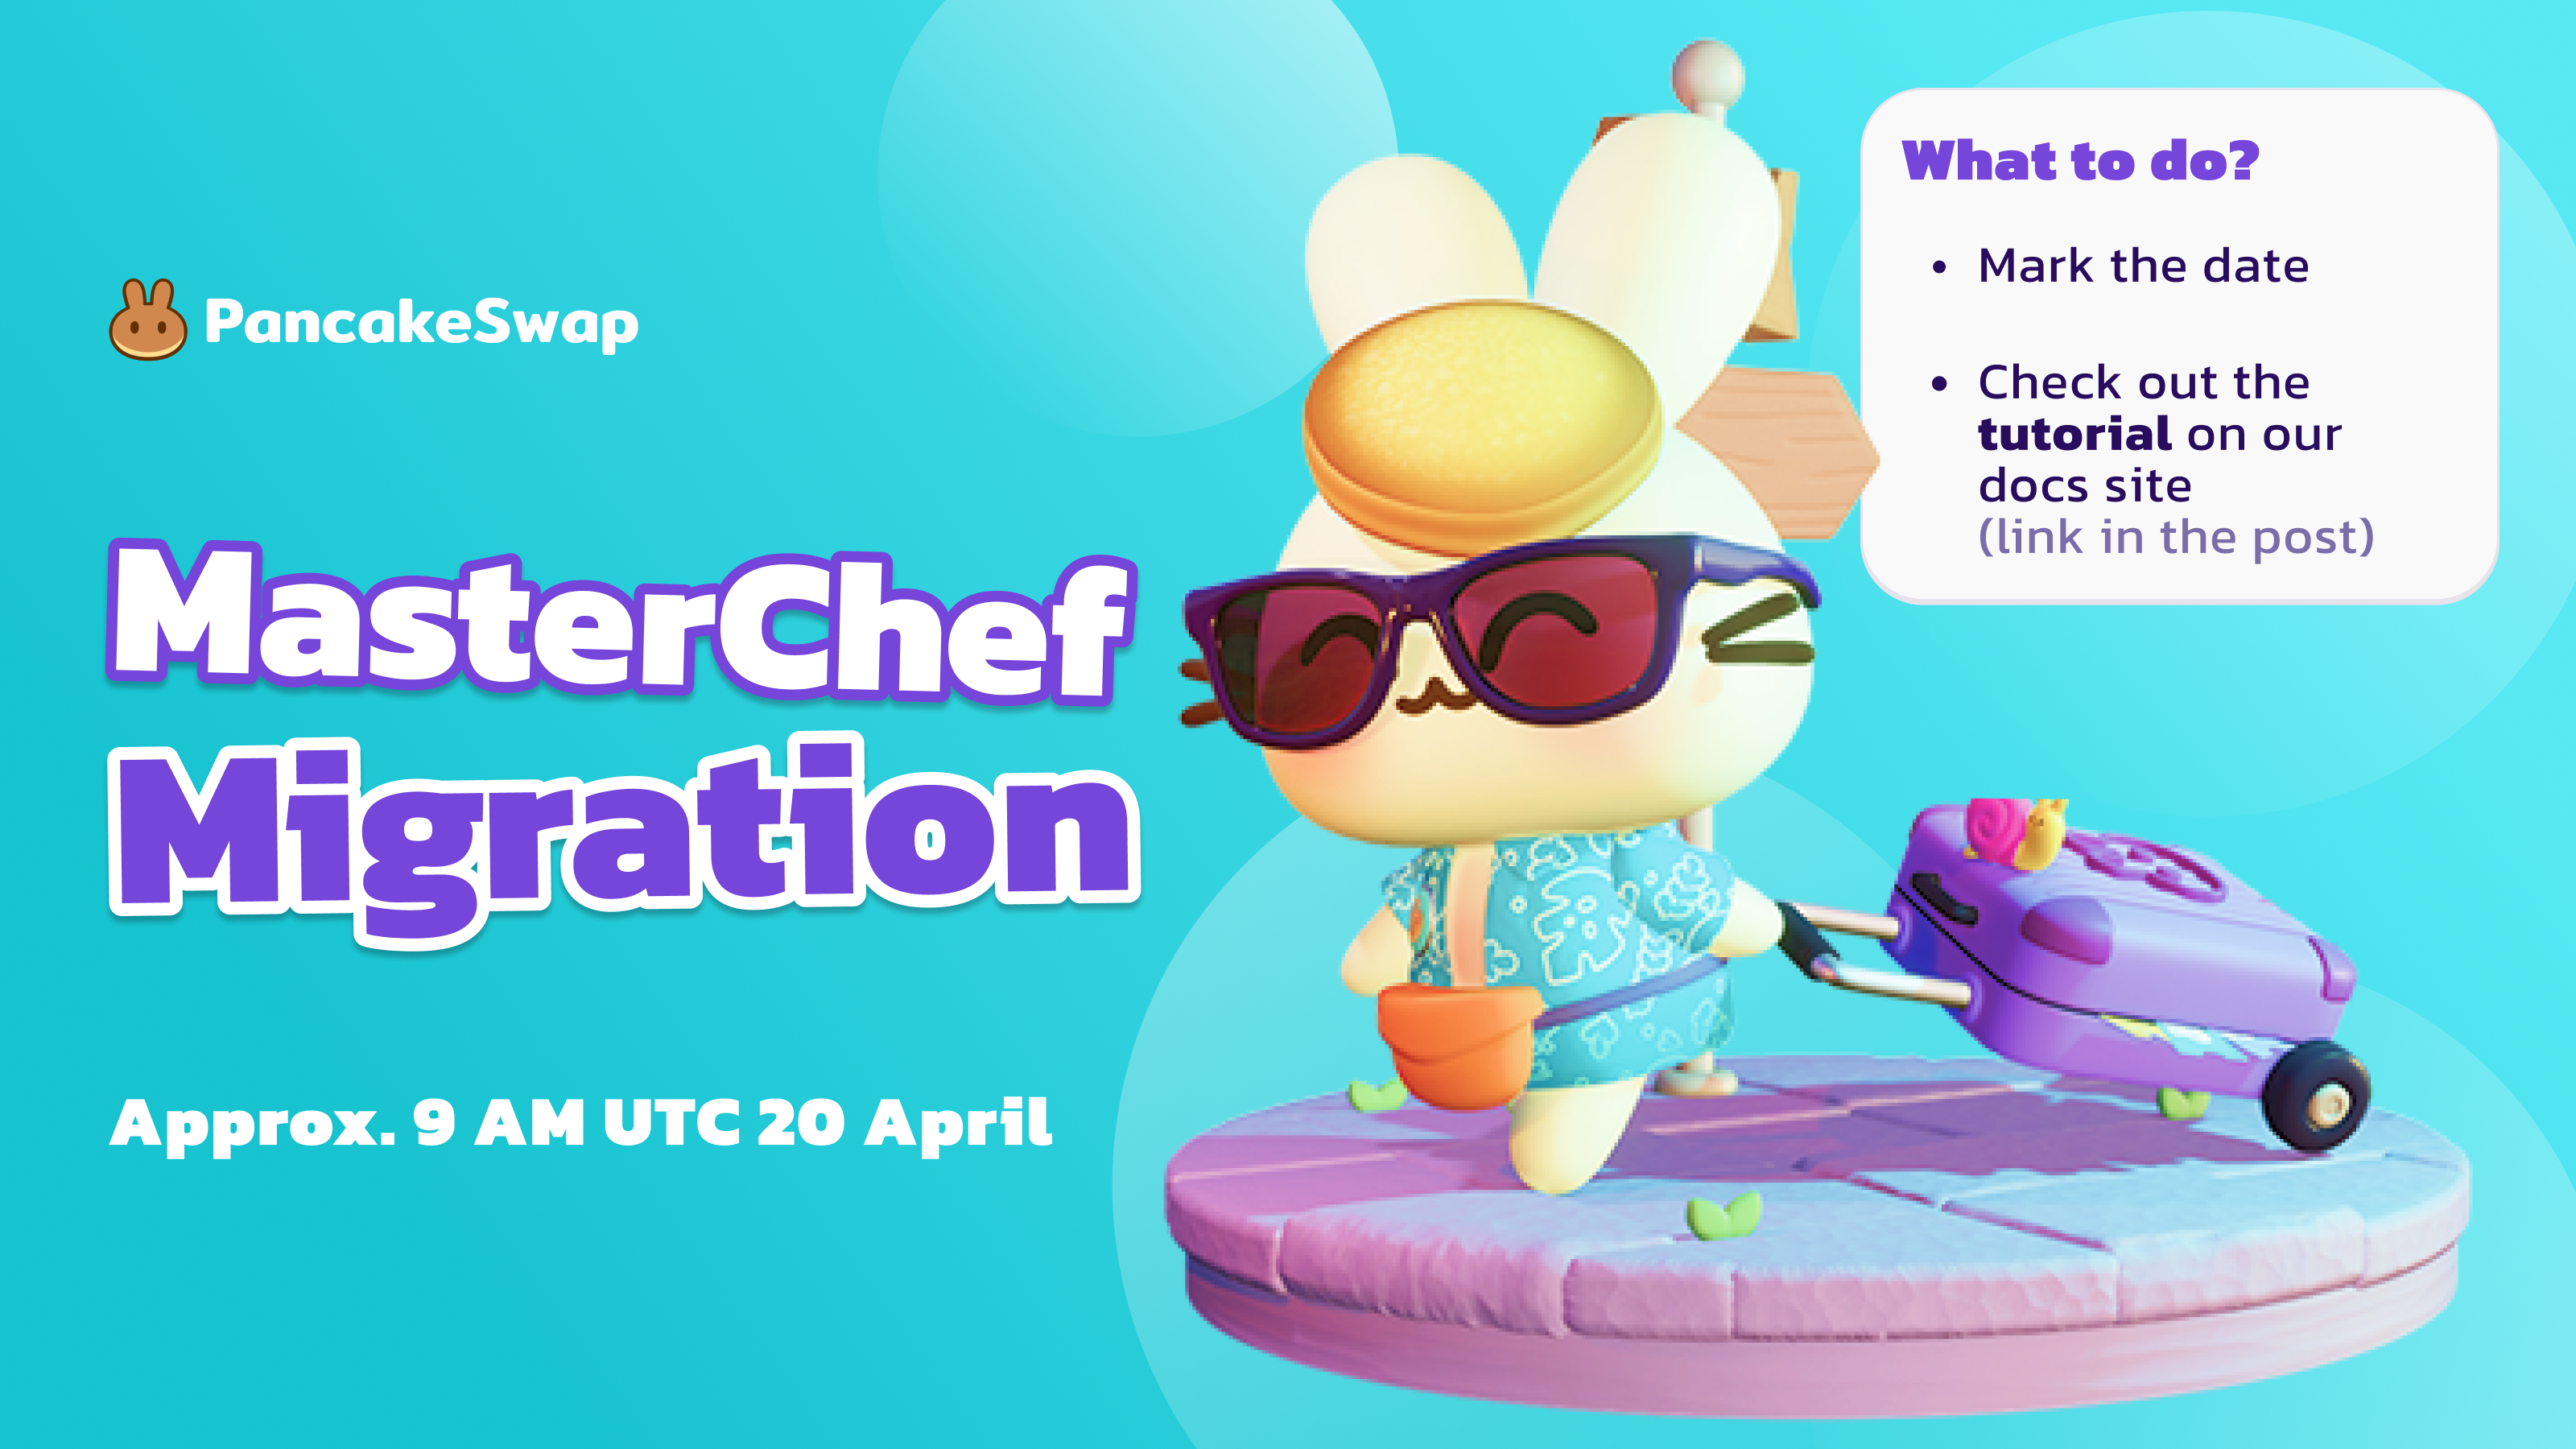 PancakeSwap
MasterChef
Migration
Approx. 9 AM UTC 20 April
What to do?
• Mark the date
• Check out the
tutorial on our
docs site
(link in the post)